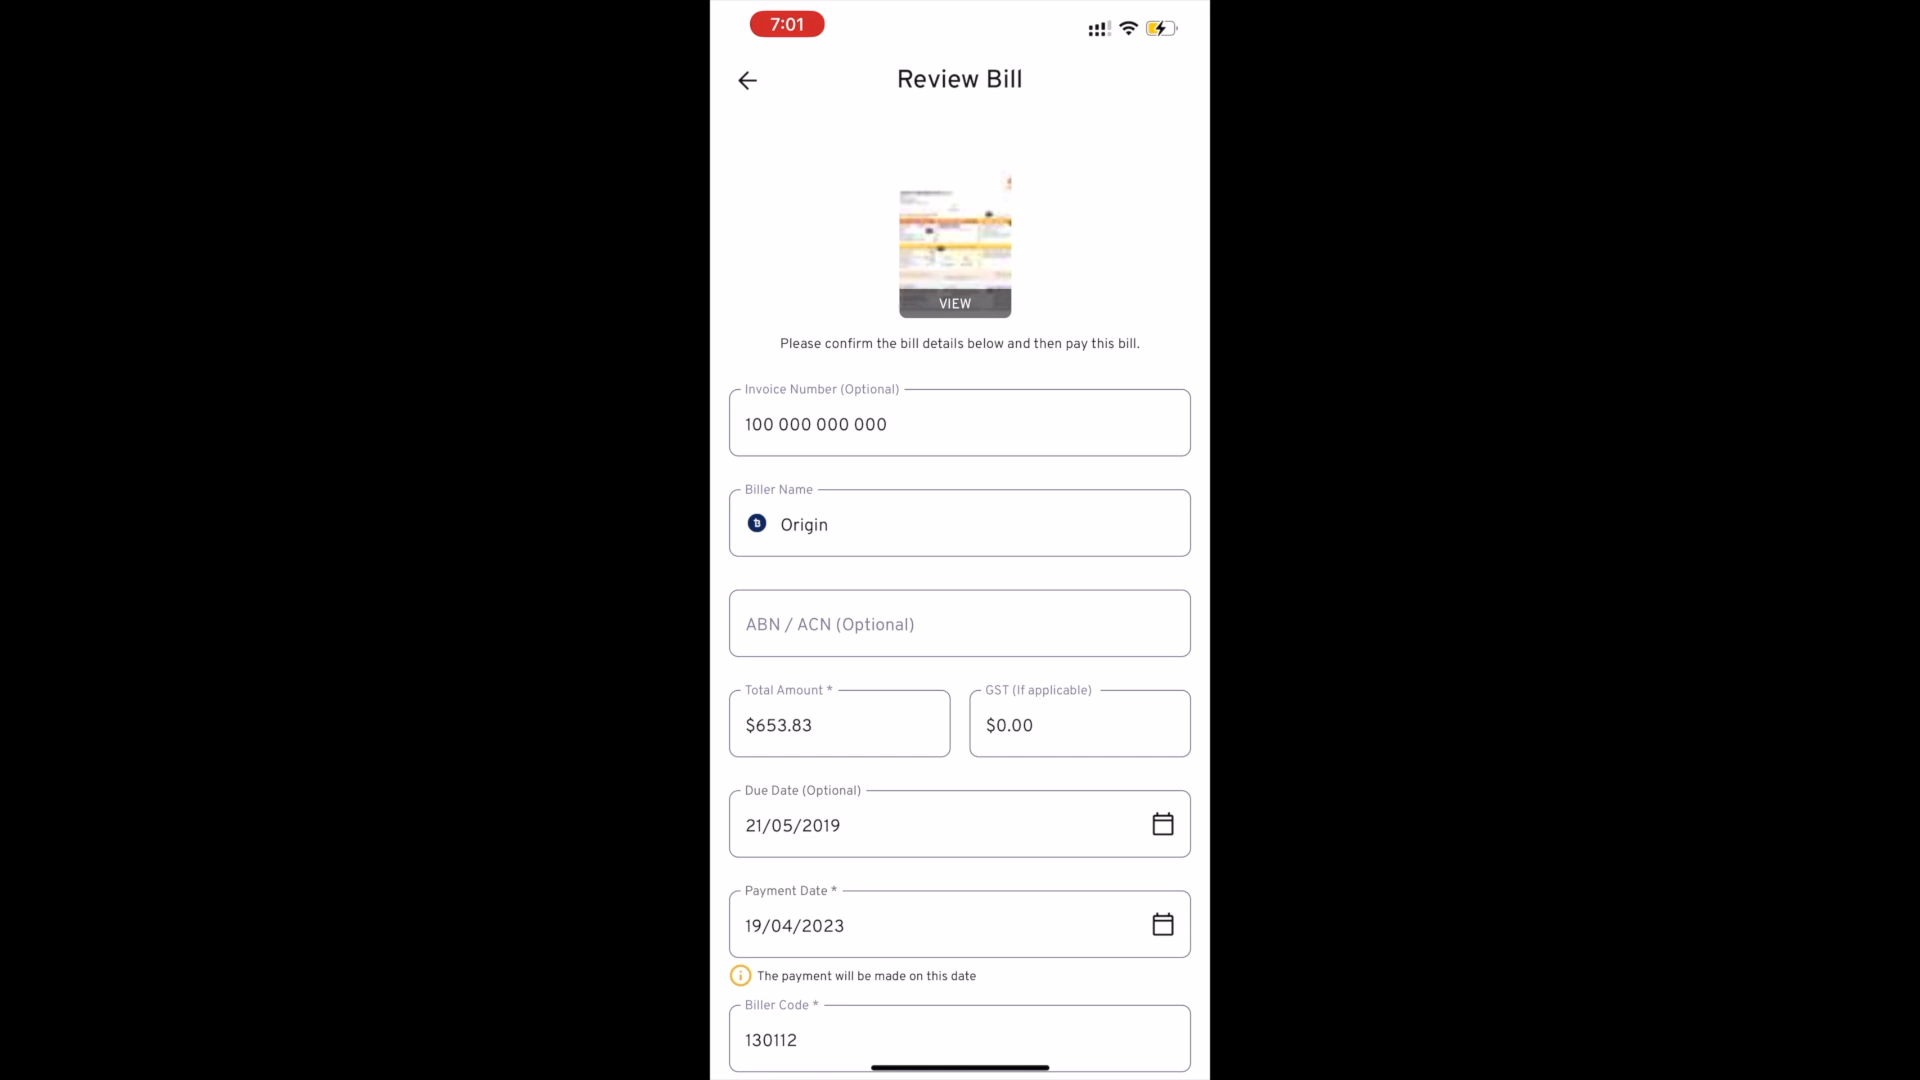 7:01
Review Bill
VIEW
Please confirm the bill details below and then pay this bill.
Invoice Number (Optional)
100 000 000 000
Biller Name
Origin
ABN / ACN (Optional)
Total Amount *
$653.83
GST (If applicable)
$0.00
Due Date (Optional)
21/05/2019
Payment Date *
19/04/2023
The payment will be made on this date
Biller Code *
130112